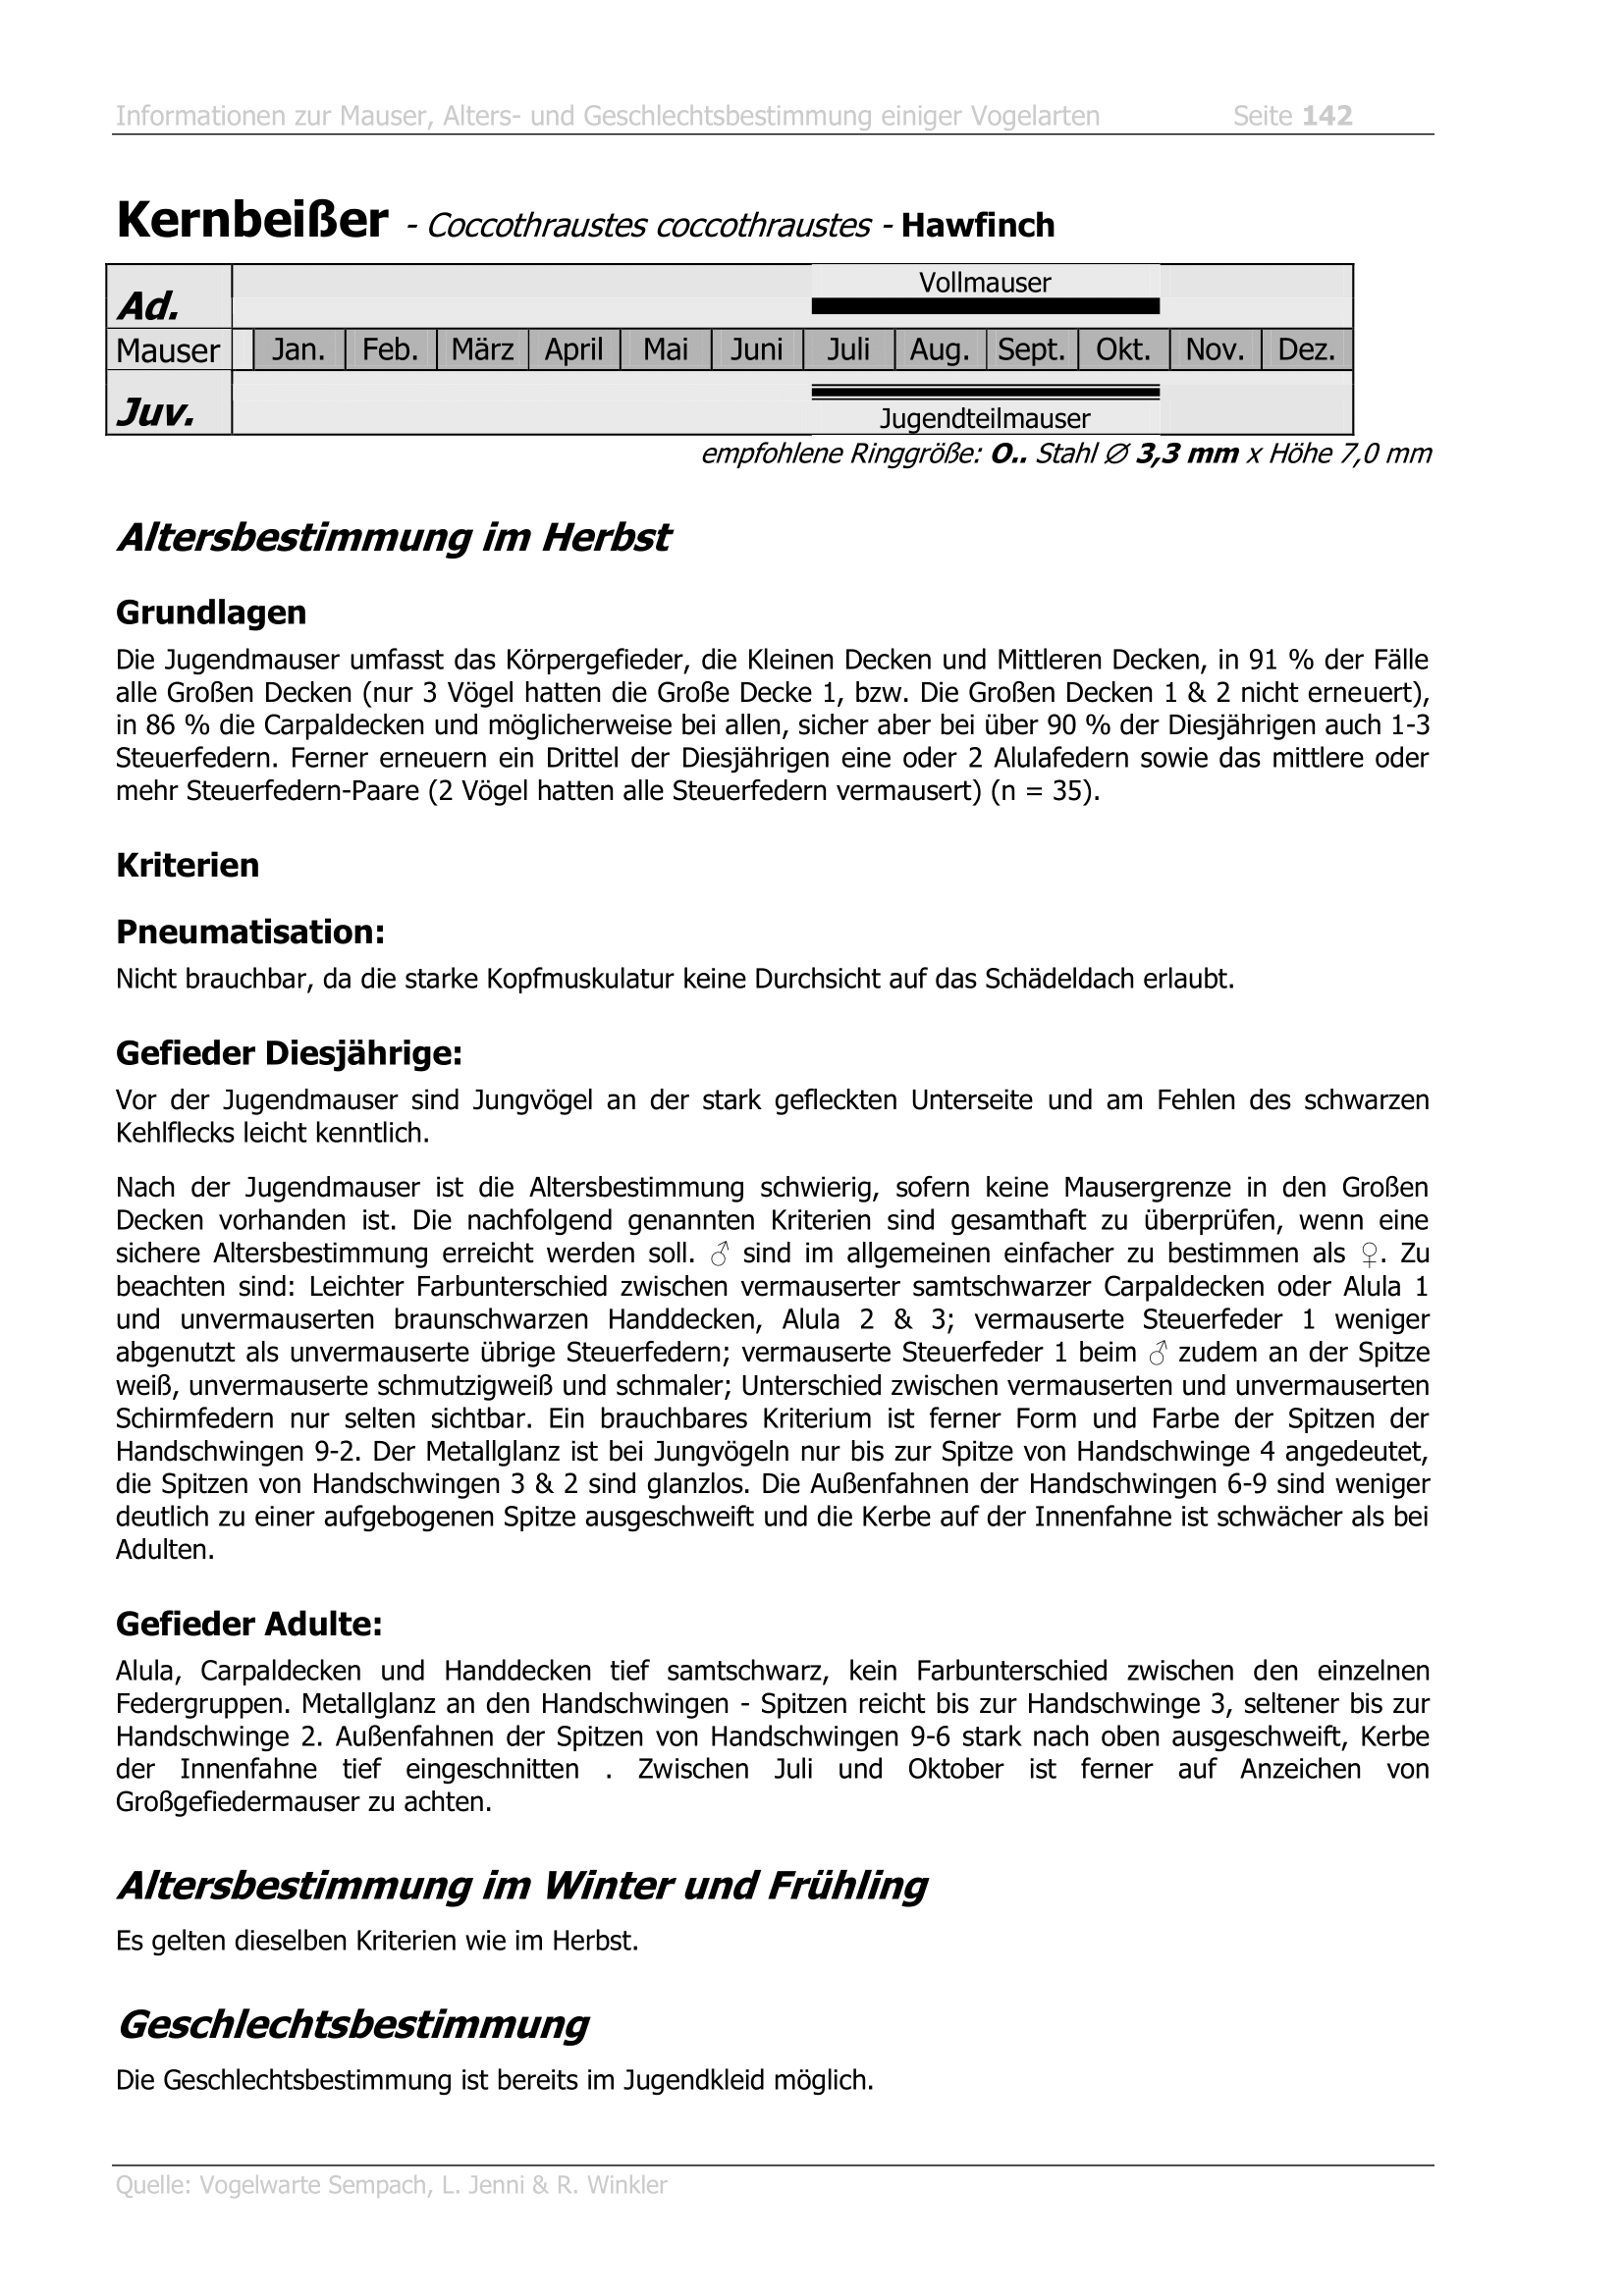 Informationen zur Mauser, Alters- und Geschlechtsbestimmung einiger Vogelarten Seite 142
Kernbeißer - Coccothraustes coccothraustes - Hawfinch
Vollmauser
Ad.
Mauser Jan. Feb. März April Mai Juni Juli Aug. Sept. Okt. Nov. Dez.
Juv.
Jugendteilmauser
empfohlene Ringgröße: O.. Stahl ∅ 3,3 mm x Höhe 7,0 mm
Altersbestimmung im Herbst
Grundlagen
Die Jugendmauser umfasst das Körpergefieder, die Kleinen Decken und Mittleren Decken, in 91 % der Fälle
alle Großen Decken (nur 3 Vögel hatten die Große Decke 1, bzw. Die Großen Decken 1 & 2 nicht erneuert),
in 86 % die Carpaldecken und möglicherweise bei allen, sicher aber bei über 90 % der Diesjährigen auch 1-3
Steuerfedern. Ferner erneuern ein Drittel der Diesjährigen eine oder 2 Alulafedern sowie das mittlere oder
mehr Steuerfedern-Paare (2 Vögel hatten alle Steuerfedern vermausert) (n = 35).
Kriterien
Pneumatisation:
Nicht brauchbar, da die starke Kopfmuskulatur keine Durchsicht auf das Schädeldach erlaubt.
Gefieder Diesjährige:
Vor der Jugendmauser sind Jungvögel an der stark gefleckten Unterseite und am Fehlen des schwarzen
Kehlflecks leicht kenntlich.
Nach der Jugendmauser ist die Altersbestimmung schwierig, sofern keine Mausergrenze in den Großen
Decken vorhanden ist. Die nachfolgend genannten Kriterien sind gesamthaft zu überprüfen, wenn eine
sichere Altersbestimmung erreicht werden soll. ♂ sind im allgemeinen einfacher zu bestimmen als ♀. Zu
beachten sind: Leichter Farbunterschied zwischen vermauserter samtschwarzer Carpaldecken oder Alula 1
und unvermauserten braunschwarzen Handdecken, Alula 2 & 3; vermauserte Steuerfeder 1 weniger
abgenutzt als unvermauserte übrige Steuerfedern; vermauserte Steuerfeder 1 beim ♂ zudem an der Spitze
weiß, unvermauserte schmutzigweiß und schmaler; Unterschied zwischen vermauserten und unvermauserten
Schirmfedern nur selten sichtbar. Ein brauchbares Kriterium ist ferner Form und Farbe der Spitzen der
Handschwingen 9-2. Der Metallglanz ist bei Jungvögeln nur bis zur Spitze von Handschwinge 4 angedeutet,
die Spitzen von Handschwingen 3 & 2 sind glanzlos. Die Außenfahnen der Handschwingen 6-9 sind weniger
deutlich zu einer aufgebogenen Spitze ausgeschweift und die Kerbe auf der Innenfahne ist schwächer als bei
Adulten.
Gefieder Adulte:
Alula, Carpaldecken und Handdecken tief samtschwarz, kein Farbunterschied zwischen den einzelnen
Federgruppen. Metallglanz an den Handschwingen - Spitzen reicht bis zur Handschwinge 3, seltener bis zur
Handschwinge 2. Außenfahnen der Spitzen von Handschwingen 9-6 stark nach oben ausgeschweift, Kerbe
der Innenfahne tief eingeschnitten . Zwischen Juli und Oktober ist ferner auf Anzeichen von
Großgefiedermauser zu achten.
Altersbestimmung im Winter und Frühling
Es gelten dieselben Kriterien wie im Herbst.
Geschlechtsbestimmung
Die Geschlechtsbestimmung ist bereits im Jugendkleid möglich.
Quelle: Vogelwarte Sempach, L. Jenni & R. Winkler